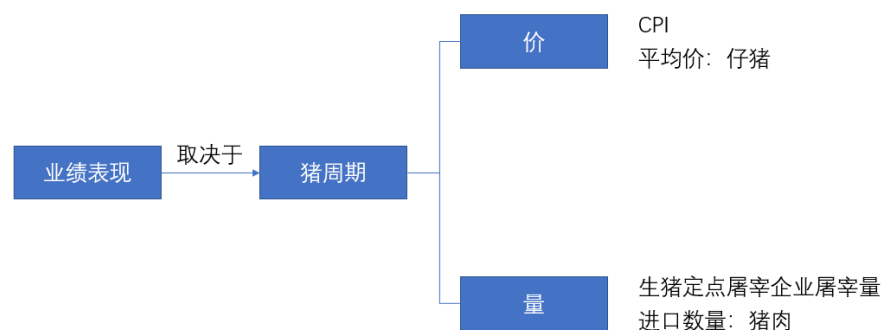 价
CPI
平均价：仔猪
业绩表现
取决于
猪周期
量
生猪定点屠宰企业屠宰量
进口数量：猪肉